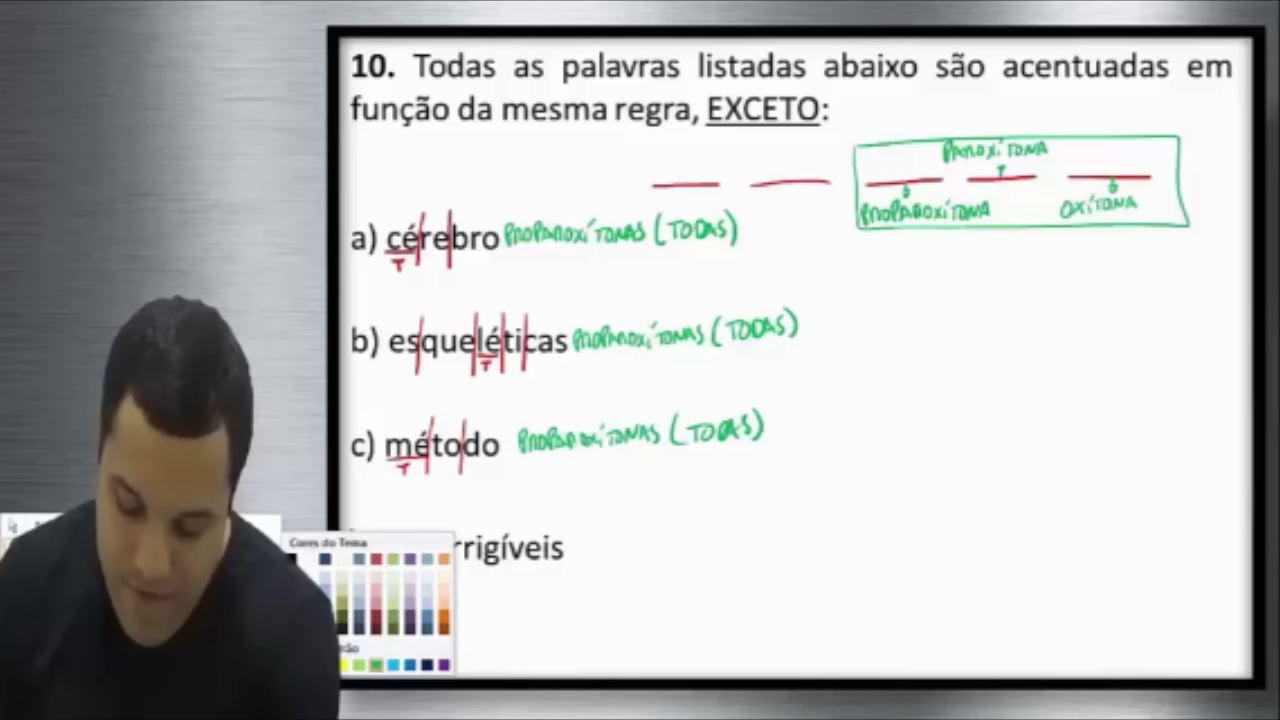 10. Todas as palavras listadas abaixo são acentuadas em
função da mesma regra, EXCETO:
PAROXÍTONA
T
PROPAROXÍTONA OXÍTONA
a) cérebro PROPAROXÍTONAS (TODAS)
T
b) esqueléticas PROPAROXÍTONAS (TODAS)
T
c) método PROPAROXÍTONAS (TODAS)
T
Cores do Tema
rrigíveis